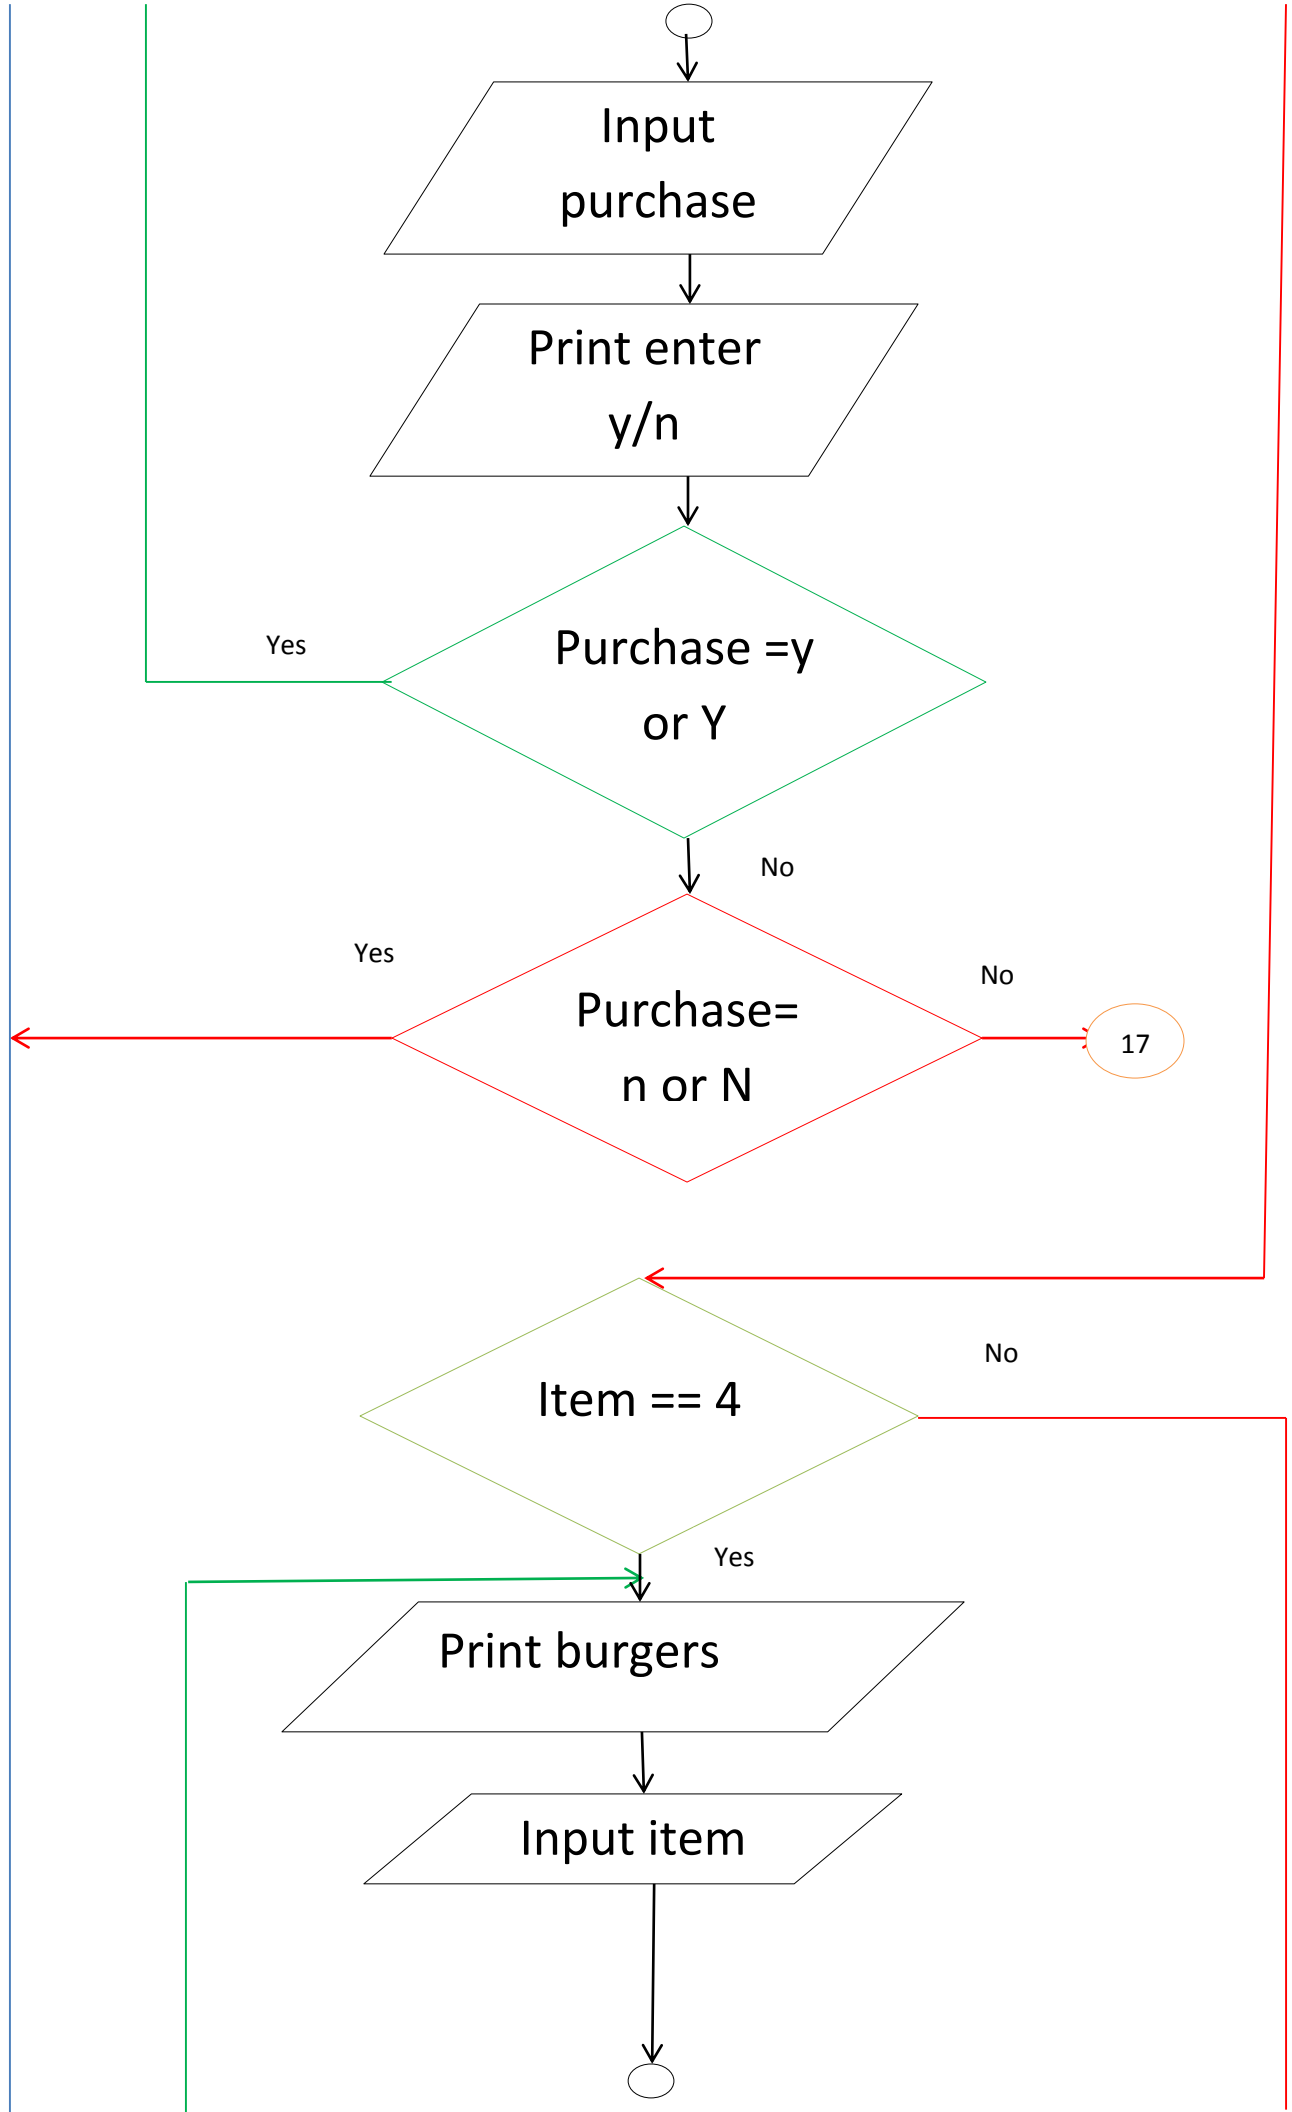 Input
purchase
Print enter
y/n
Purchase =y
or Y
Yes
No
Purchase=
n or N
Yes
No
17
Item == 4
No
Yes
Print burgers
Input item